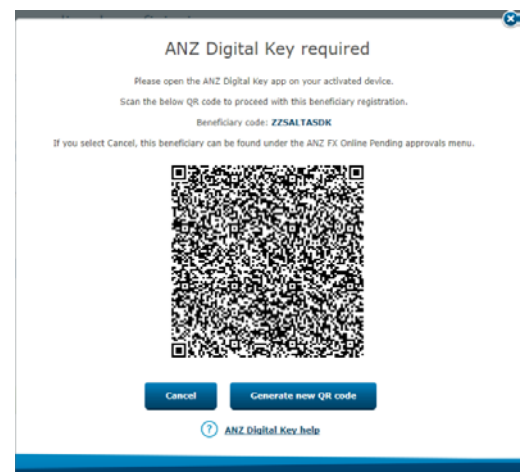 ANZ Digital Key required
Please open the ANZ Digital Key app on your activated device.
Scan the below QR code to proceed with this beneficiary registration.
Beneficiary code: ZZSALTASDK
If you select Cancel, this beneficiary can be found under the ANZ FX Online Pending approvals menu.
Cancel
Generate new QR code
? ANZ Digital Key help